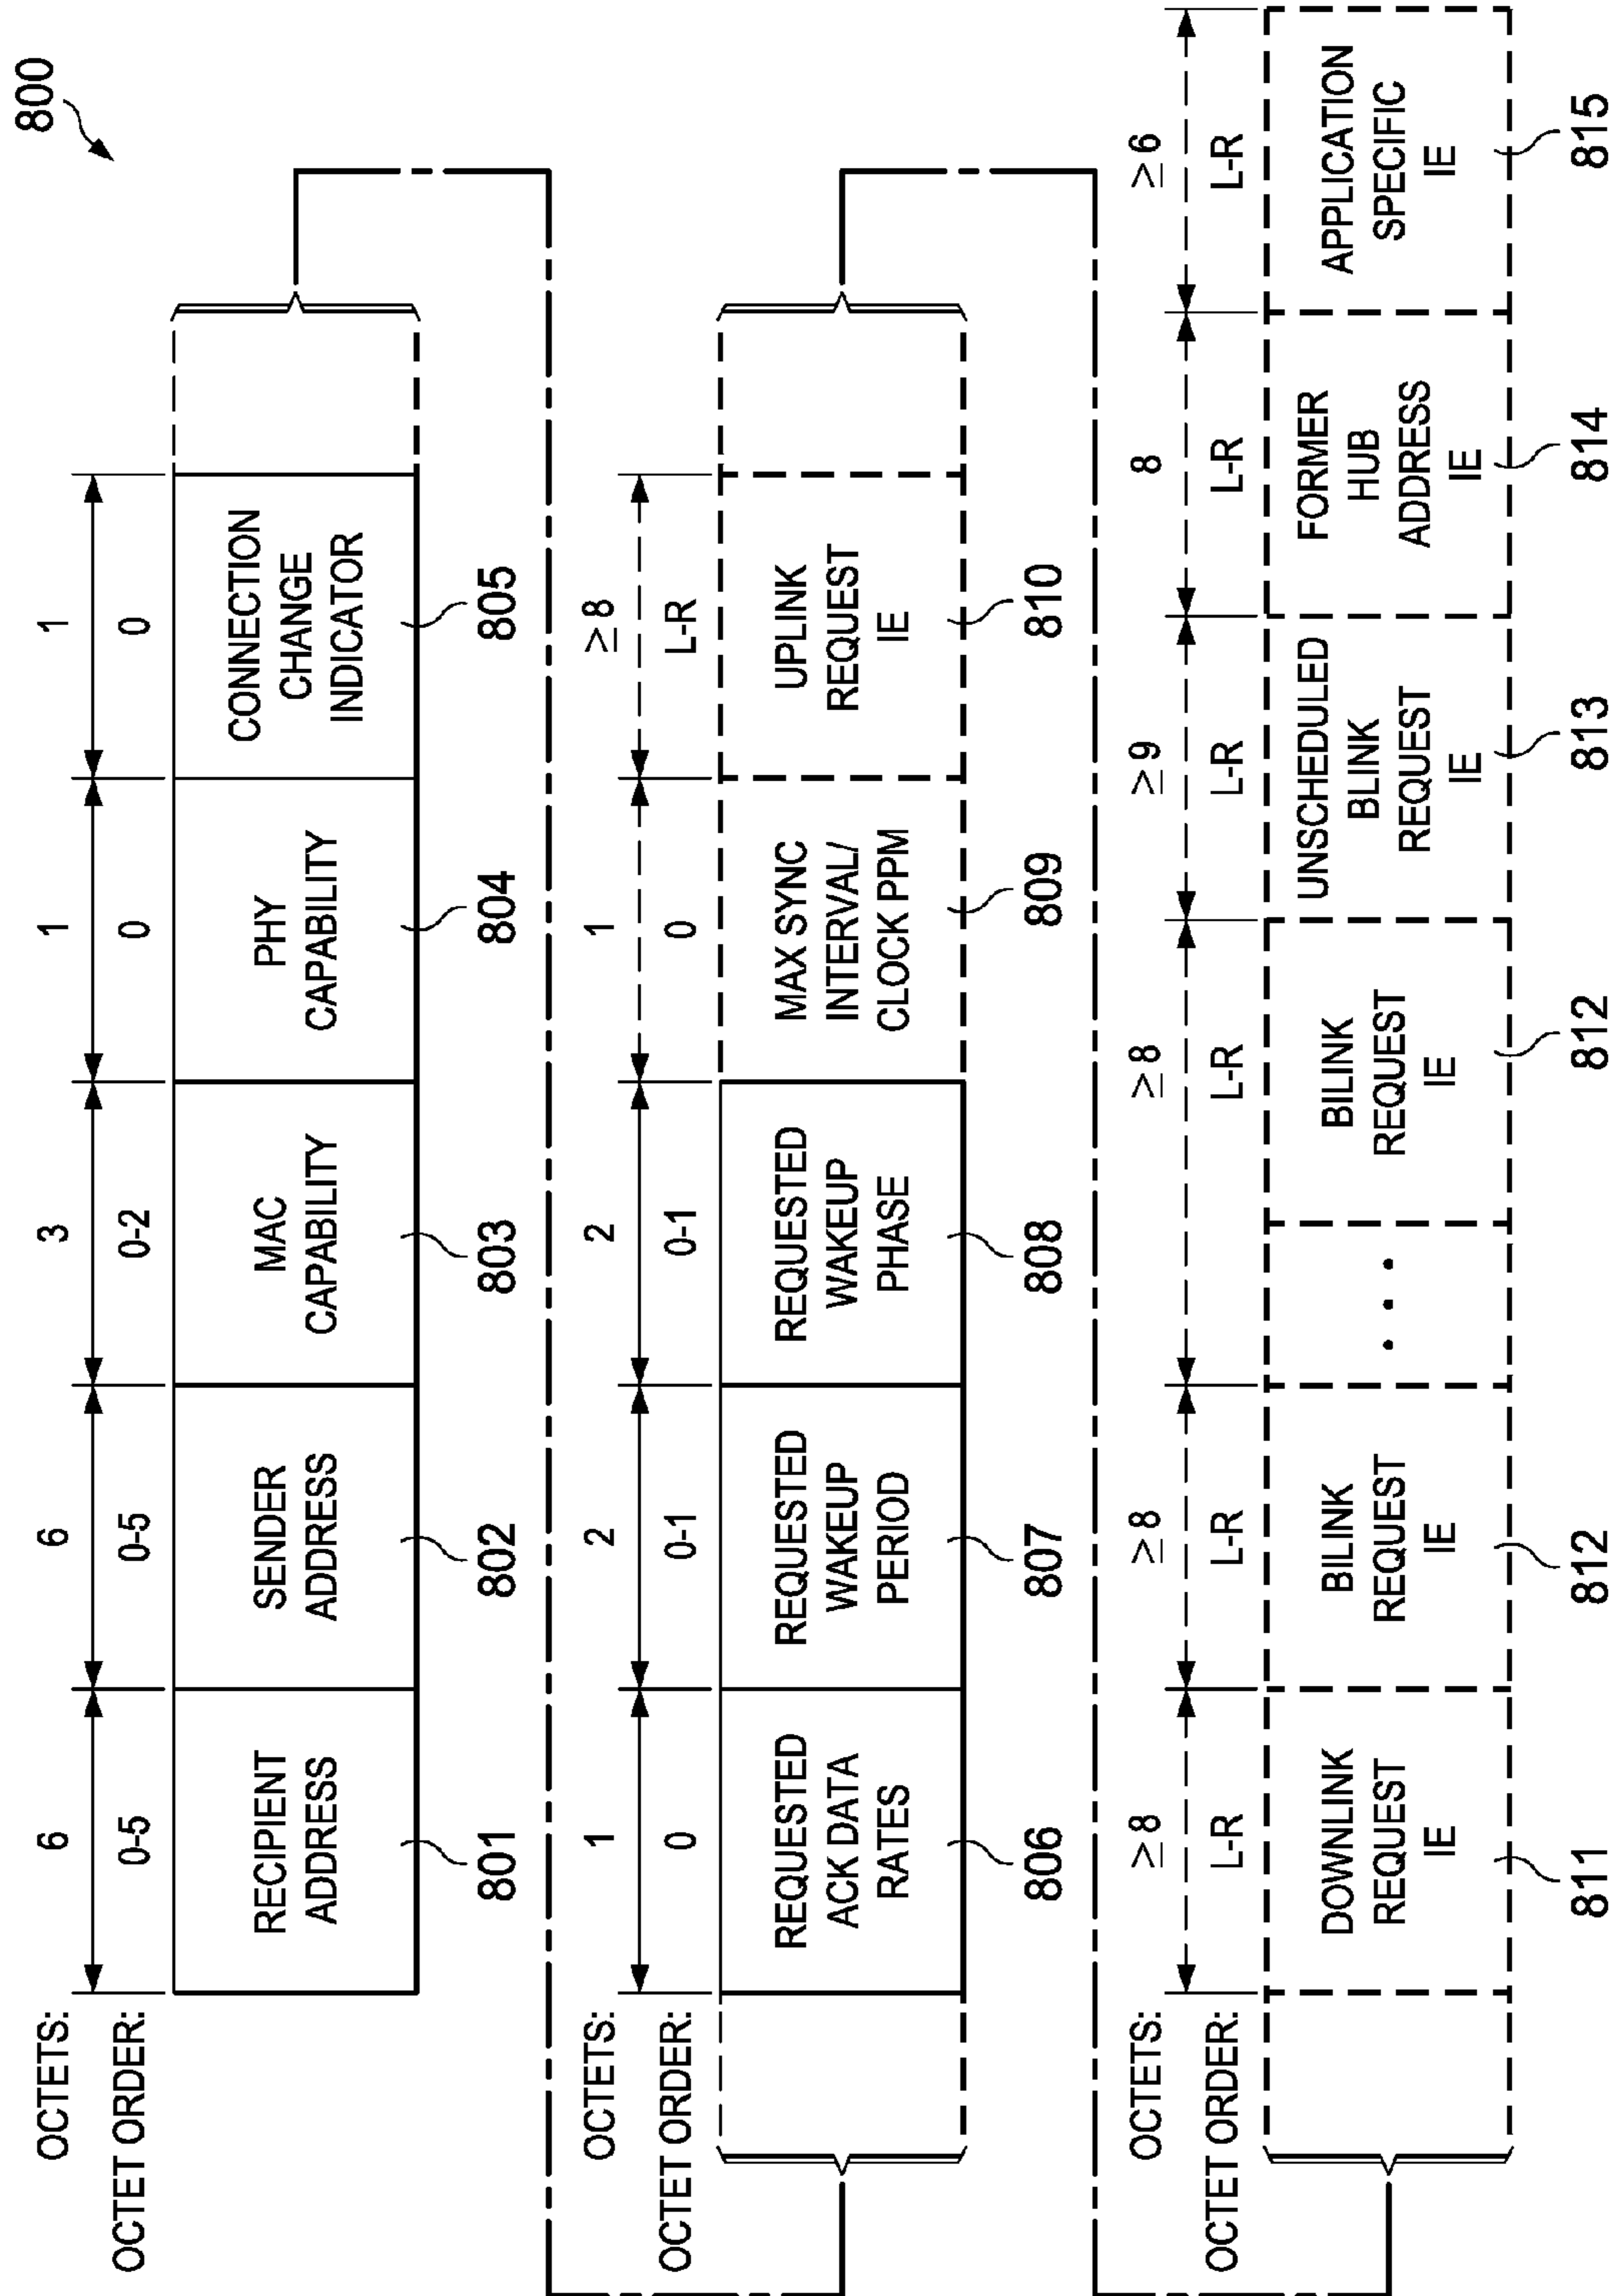 800
OCTETS: 6 6 3 1 1
OCTET ORDER: 0-5 0-5 0-2 0 0
RECIPIENT ADDRESS
SENDER ADDRESS
MAC CAPABILITY
PHY CAPABILITY
CONNECTION CHANGE INDICATOR
801 802 803 804 805
OCTETS: 1 2 2 1 ≥8
OCTET ORDER: 0 0-1 0-1 0 L-R
REQUESTED ACK DATA RATES
REQUESTED WAKEUP PERIOD
REQUESTED WAKEUP PHASE
MAX SYNC INTERVAL/ CLOCK PPM
UPLINK REQUEST IE
806 807 808 809 810
OCTETS: ≥8 ≥8 ≥8 ≥9 8 ≥6
OCTET ORDER: L-R L-R L-R L-R L-R L-R
DOWNLINK REQUEST IE
BILINK REQUEST IE
• • •
BILINK REQUEST IE
UNSCHEDULED BLINK REQUEST IE
FORMER HUB ADDRESS IE
APPLICATION SPECIFIC IE
811 812 812 813 814 815